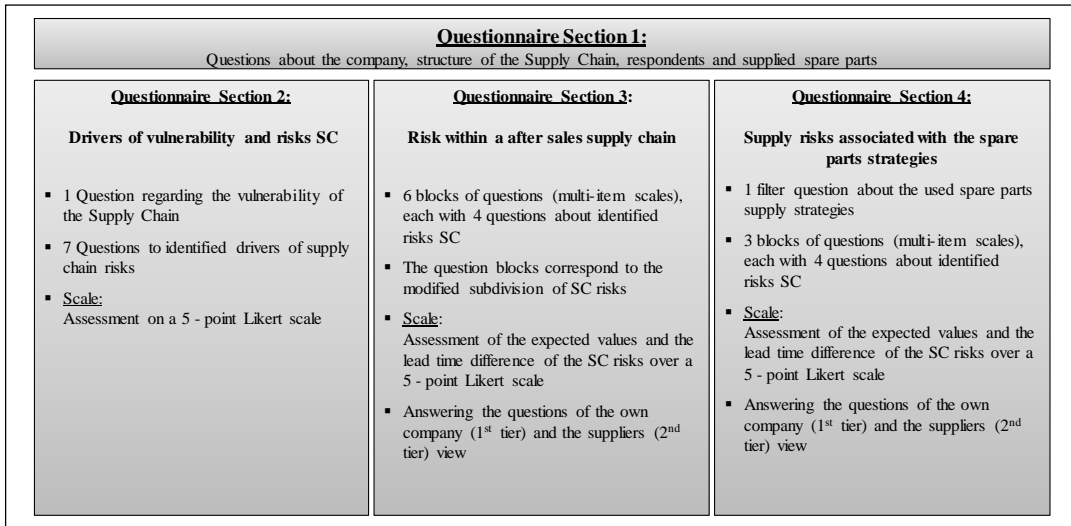 Questionnaire Section 1:
Questions about the company, structure of the Supply Chain, respondents and supplied spare parts
Questionnaire Section 2:
Drivers of vulnerability and risks SC
▪ 1 Question regarding the vulnerability of
the Supply Chain
▪ 7 Questions to identified drivers of supply
chain risks
▪ Scale:
Assessment on a 5 - point Likert scale
Questionnaire Section 3:
Risk within a after sales supply chain
▪ 6 blocks of questions (multi-item scales),
each with 4 questions about identified
risks SC
▪ The question blocks correspond to the
modified subdivision of SC risks
▪ Scale:
Assessment of the expected values and the
lead time difference of the SC risks over a
5 - point Likert scale
▪ Answering the questions of the own
company (1st tier) and the suppliers (2nd
tier) view
Questionnaire Section 4:
Supply risks associated with the spare
parts strategies
▪ 1 filter question about the used spare parts
supply strategies
▪ 3 blocks of questions (multi-item scales),
each with 4 questions about identified
risks SC
▪ Scale:
Assessment of the expected values and the
lead time difference of the SC risks over a
5 - point Likert scale
▪ Answering the questions of the own
company (1st tier) and the suppliers (2nd
tier) view